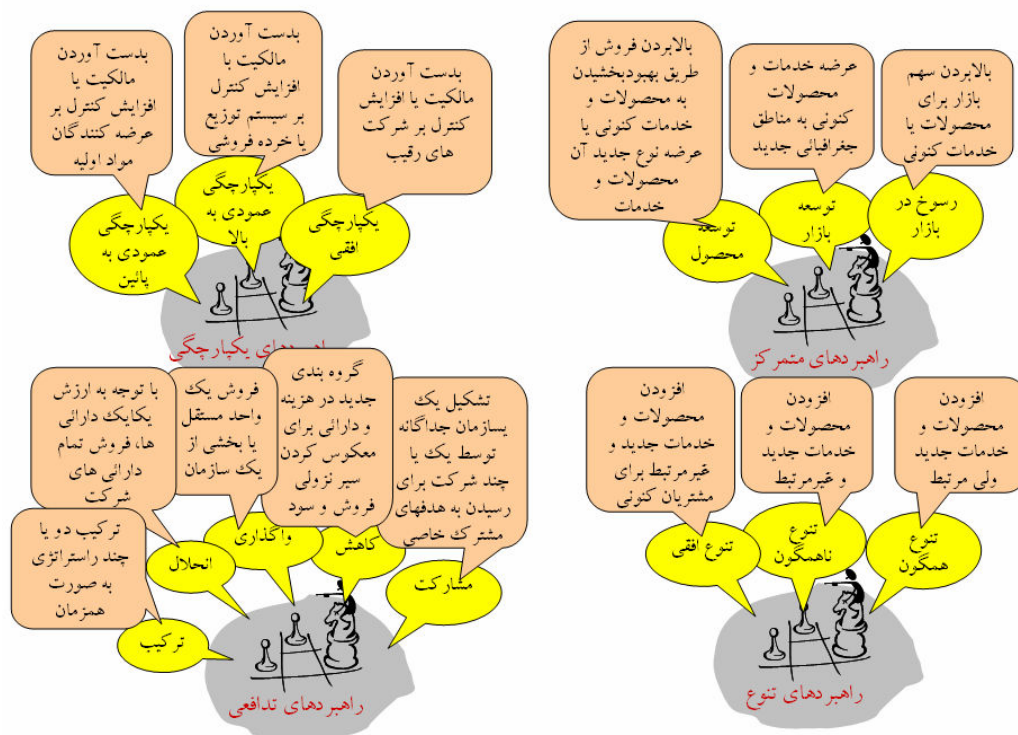 بالابردن سهم
بازار برای
محصولات یا
خدمات کنونی
رسوخ در
بازار
عرضه خدمات و
محصولات
کنونی به مناطق
جغرافیائی جدید
توسعه
بازار
بالابردن فروش از
طریق بهبودبخشیدن
به محصولات و
خدمات کنونی یا
عرضه نوع جدید آن
محصولات و
خدمات
توسعه
محصول
راهبردهای متمرکز
بدست آوردن
مالکیت یا افزایش
کنترل بر شرکت
های رقیب
یکپارچگی
افقی
بدست آوردن
مالکیت با
افزایش کنترل
بر سیستم توزیع
یا خرده فروشی
یکپارچگی
عمودی به
بالا
بدست آوردن
مالکیت یا
افزایش کنترل بر
عرضه کنندگان
مواد اولیه
یکپارچگی
عمودی به
پائین
راهبردهای یکپارچگی
افزودن
محصولات و
خدمات جدید
ولی مرتبط
تنوع
همگون
افزودن
محصولات و
خدمات جدید
و غیرمرتبط
تنوع
ناهمگون
افزودن
محصولات و
خدمات جدید و
غیرمرتبط برای
مشتریان کنونی
تنوع افقی
راهبردهای تنوع
تشکیل یک
یسازمان جداگانه
توسط یک یا
چند شرکت برای
رسیدن به هدفهای
مشترک خاصی
مشارکت
گروه بندی
جدید در هزینه
و دارائی برای
معکوس کردن
سیر نزولی
فروش و سود
کاهش
فروش یک
واحد مستقل
یا بخشی از
یک سازمان
واگذاری
با توجه به ارزش
یکایک دارائی
ها، فروش تمام
دارائی های
شرکت
انحلال
ترکیب دو یا
چند راستراتژی
به صورت
همزمان
ترکیب
راهبردهای تدافعی